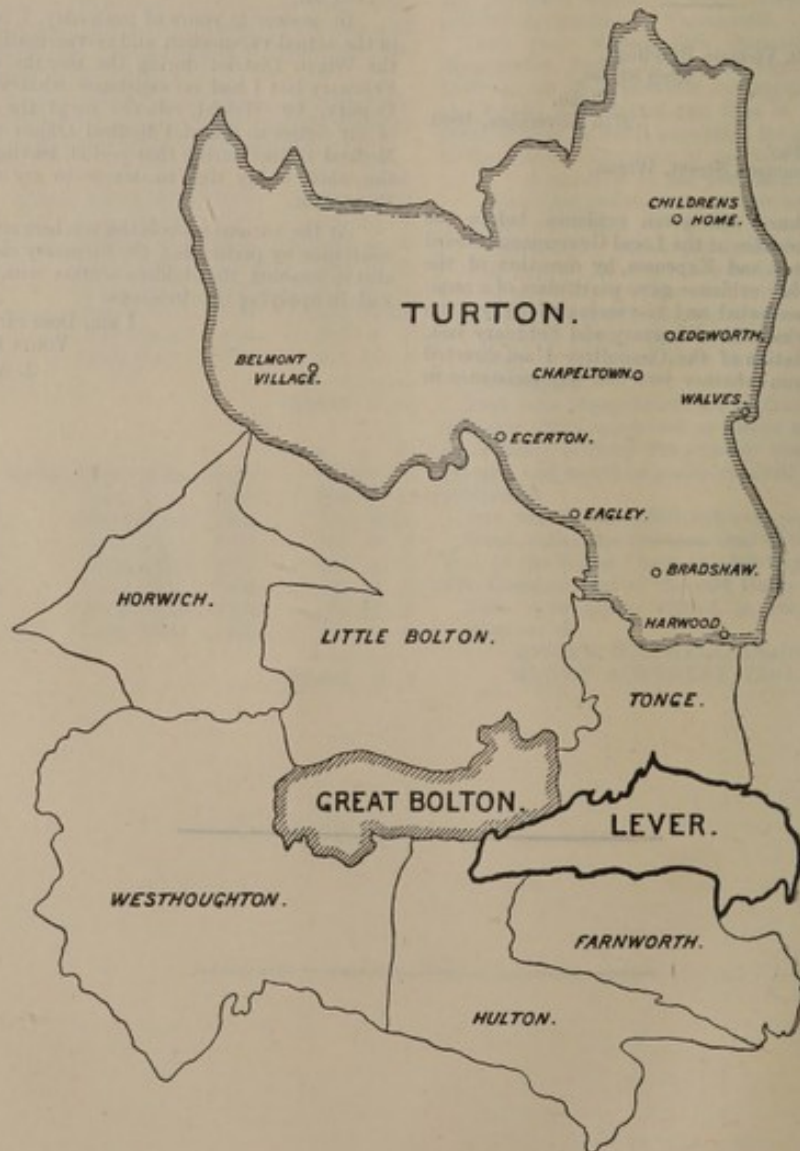 CHILDRENS
HOME.
TURTON.
EDGWORTH.
BELMONT
VILLAGE.
CHAPELTOWN
WALVES.
EGERTON.
EAGLEY.
BRADSHAW.
HORWICH.
HARWOOD.
LITTLE BOLTON.
TONGE.
GREAT BOLTON.
LEVER.
WESTHOUGHTON.
FARNWORTH.
HULTON.